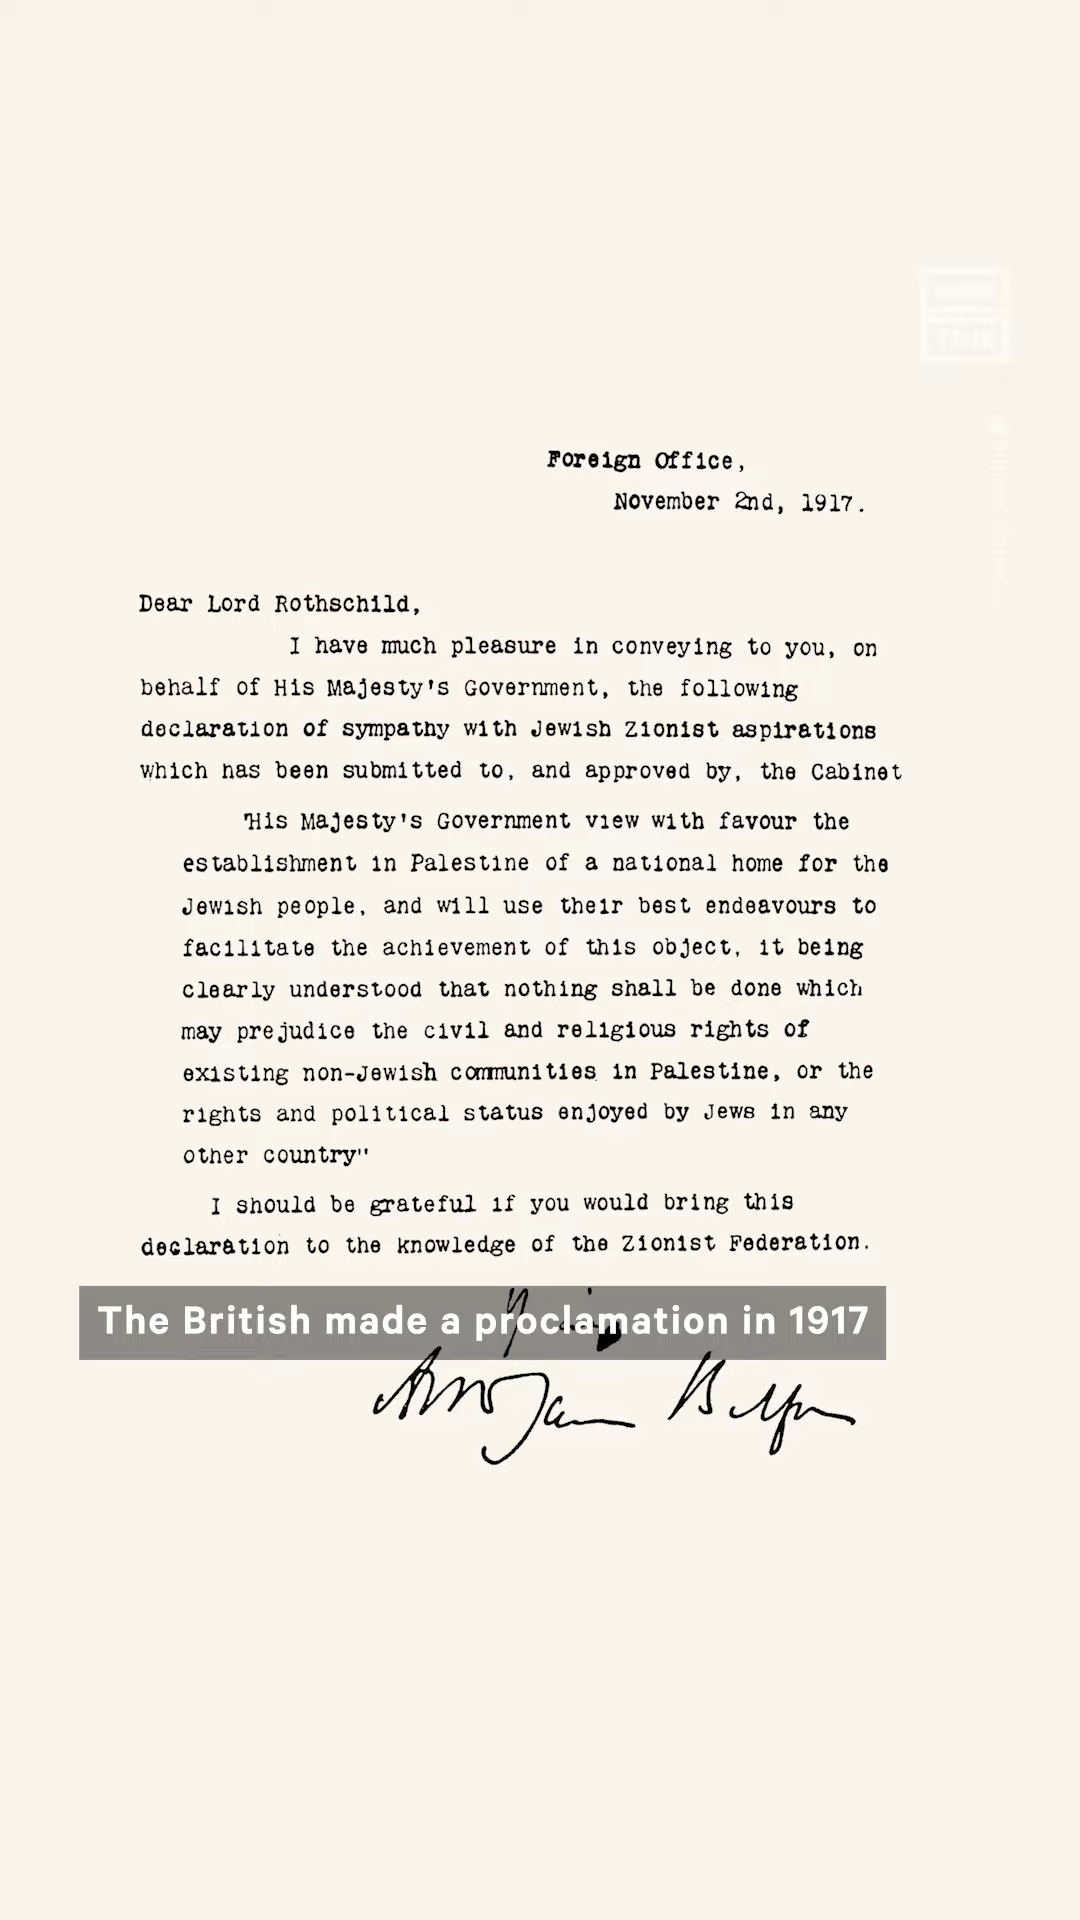 Foreign Office,
November 2nd, 1917.
Dear Lord Rothschild,
I have much pleasure in conveying to you, on
behalf of His Majesty's Government, the following
declaration of sympathy with Jewish Zionist aspirations
which has been submitted to, and approved by, the Cabinet
"His Majesty's Government view with favour the
establishment in Palestine of a national home for the
Jewish people, and will use their best endeavours to
facilitate the achievement of this object, it being
clearly understood that nothing shall be done which
may prejudice the civil and religious rights of
existing non-Jewish communities in Palestine, or the
rights and political status enjoyed by Jews in any
other country"
I should be grateful if you would bring this
declaration to the knowledge of the Zionist Federation.
The British made a proclamation in 1917